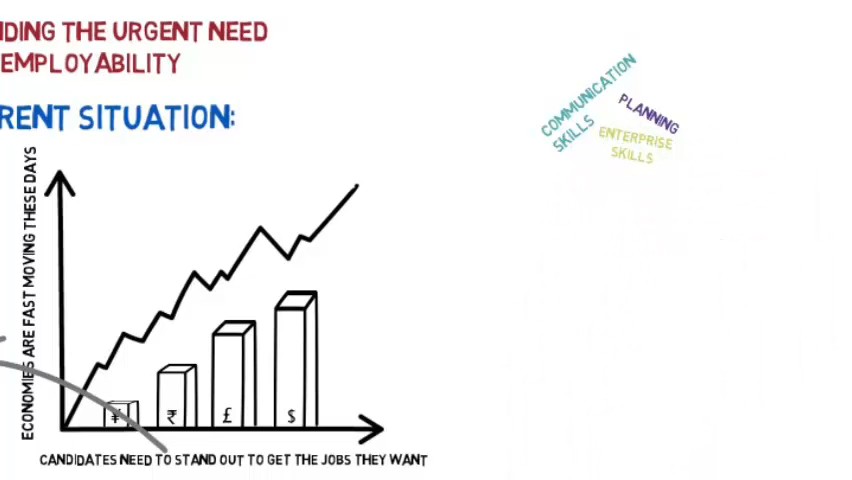 DING THE URGENT NEED
EMPLOYABILITY
RENT SITUATION:
ECONOMIES ARE FAST MOVING THESE DAYS
¥
₹
£
$
CANDIDATES NEED TO STAND OUT TO GET THE JOBS THEY WANT
COMMUNICATION
SKILLS
PLANNING
ENTERPRISE
SKILLS